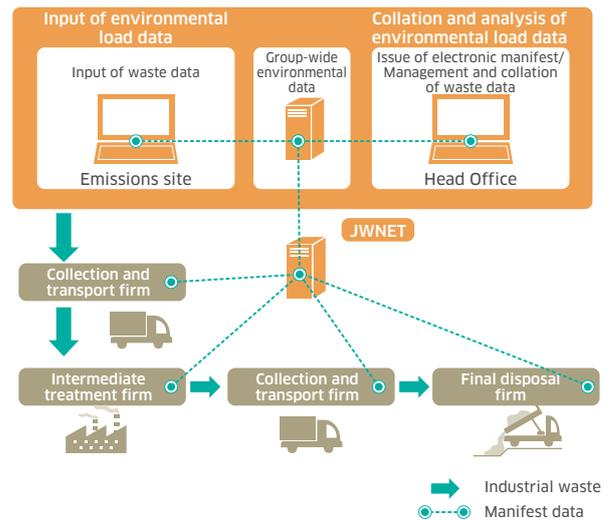 Input of environmental
load data
Collation and analysis of
environmental load data
Input of waste data
Group-wide
environmental
data
Issue of electronic manifest/
Management and collation
of waste data
Emissions site
Head Office
JWNET
Collection and
transport firm
Intermediate
treatment firm
Collection and
transport firm
Final disposal
firm
Industrial waste
Manifest data